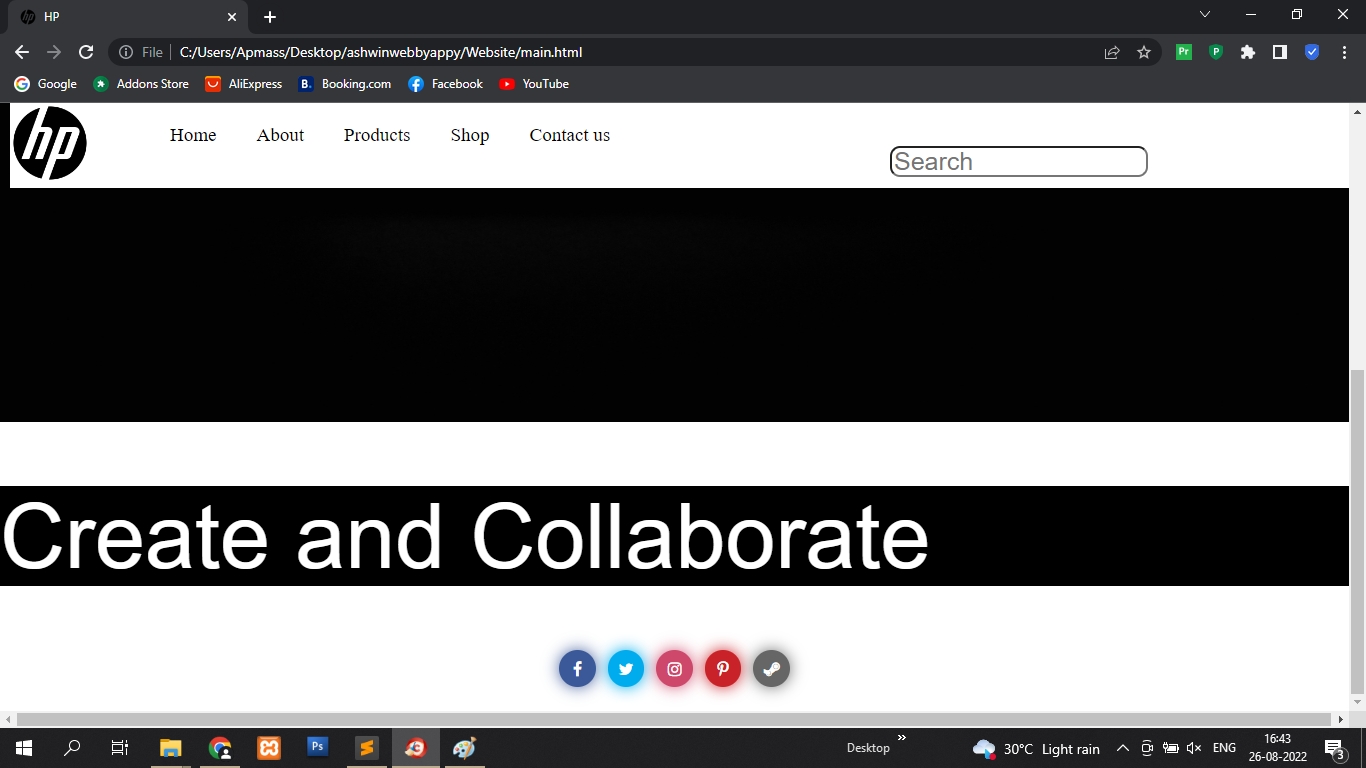 HP
File C:/Users/Apmass/Desktop/ashwinwebbyappy/Website/main.html Pr P
Google Addons Store AliExpress B. Booking.com Facebook YouTube
hp Home About Products Shop Contact us
Search
Create and Collaborate
Ps Desktop 30°C Light rain ENG 16:43
26-08-2022 3